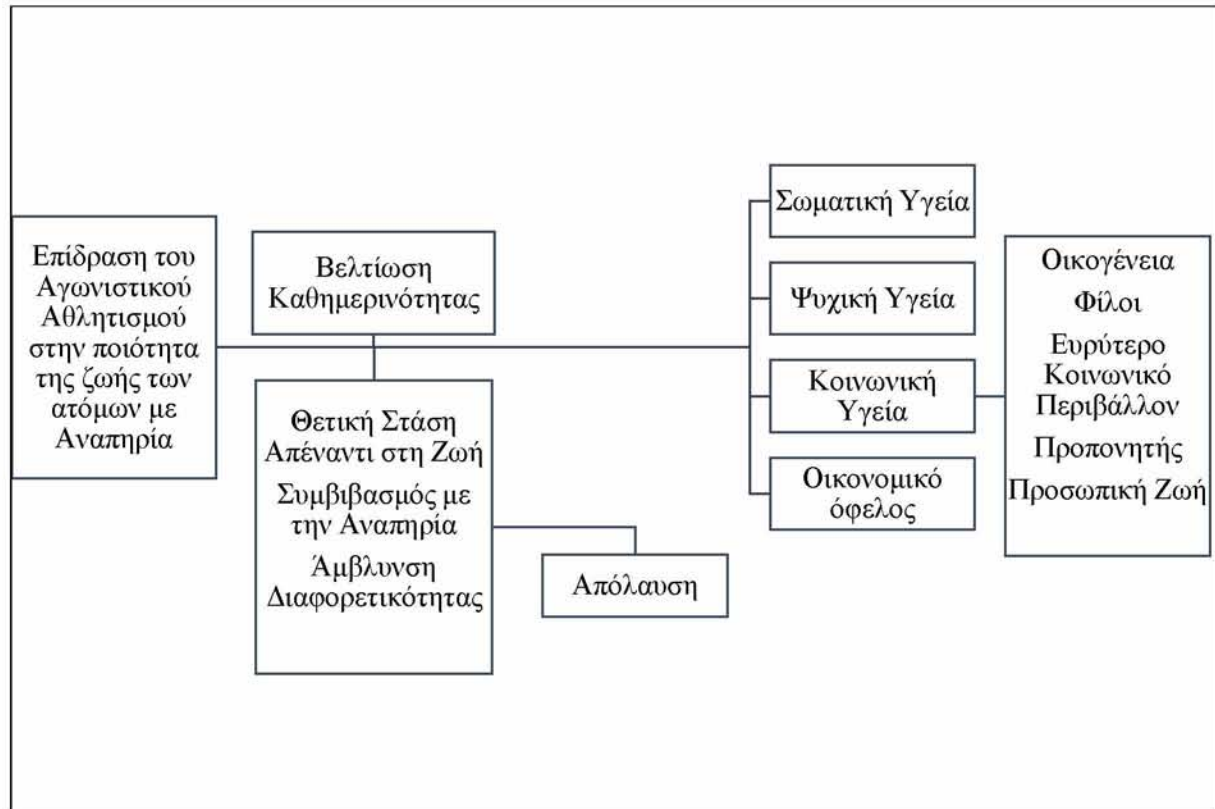 Επίδραση του
Αγωνιστικού
Αθλητισμού
στην ποιότητα
της ζωής των
ατόμων με
Αναπηρία
Βελτίωση
Καθημερινότητας
Θετική Στάση
Απέναντι στη Ζωή
Συμβιβασμός με
την Αναπηρία
Άμβλυνση
Διαφορετικότητας
Απόλαυση
Σωματική Υγεία
Ψυχική Υγεία
Κοινωνική
Υγεία
Οικονομικό
όφελος
Οικογένεια
Φίλοι
Ευρύτερο
Κοινωνικό
Περιβάλλον
Προπονητής
Προσωπική Ζωή